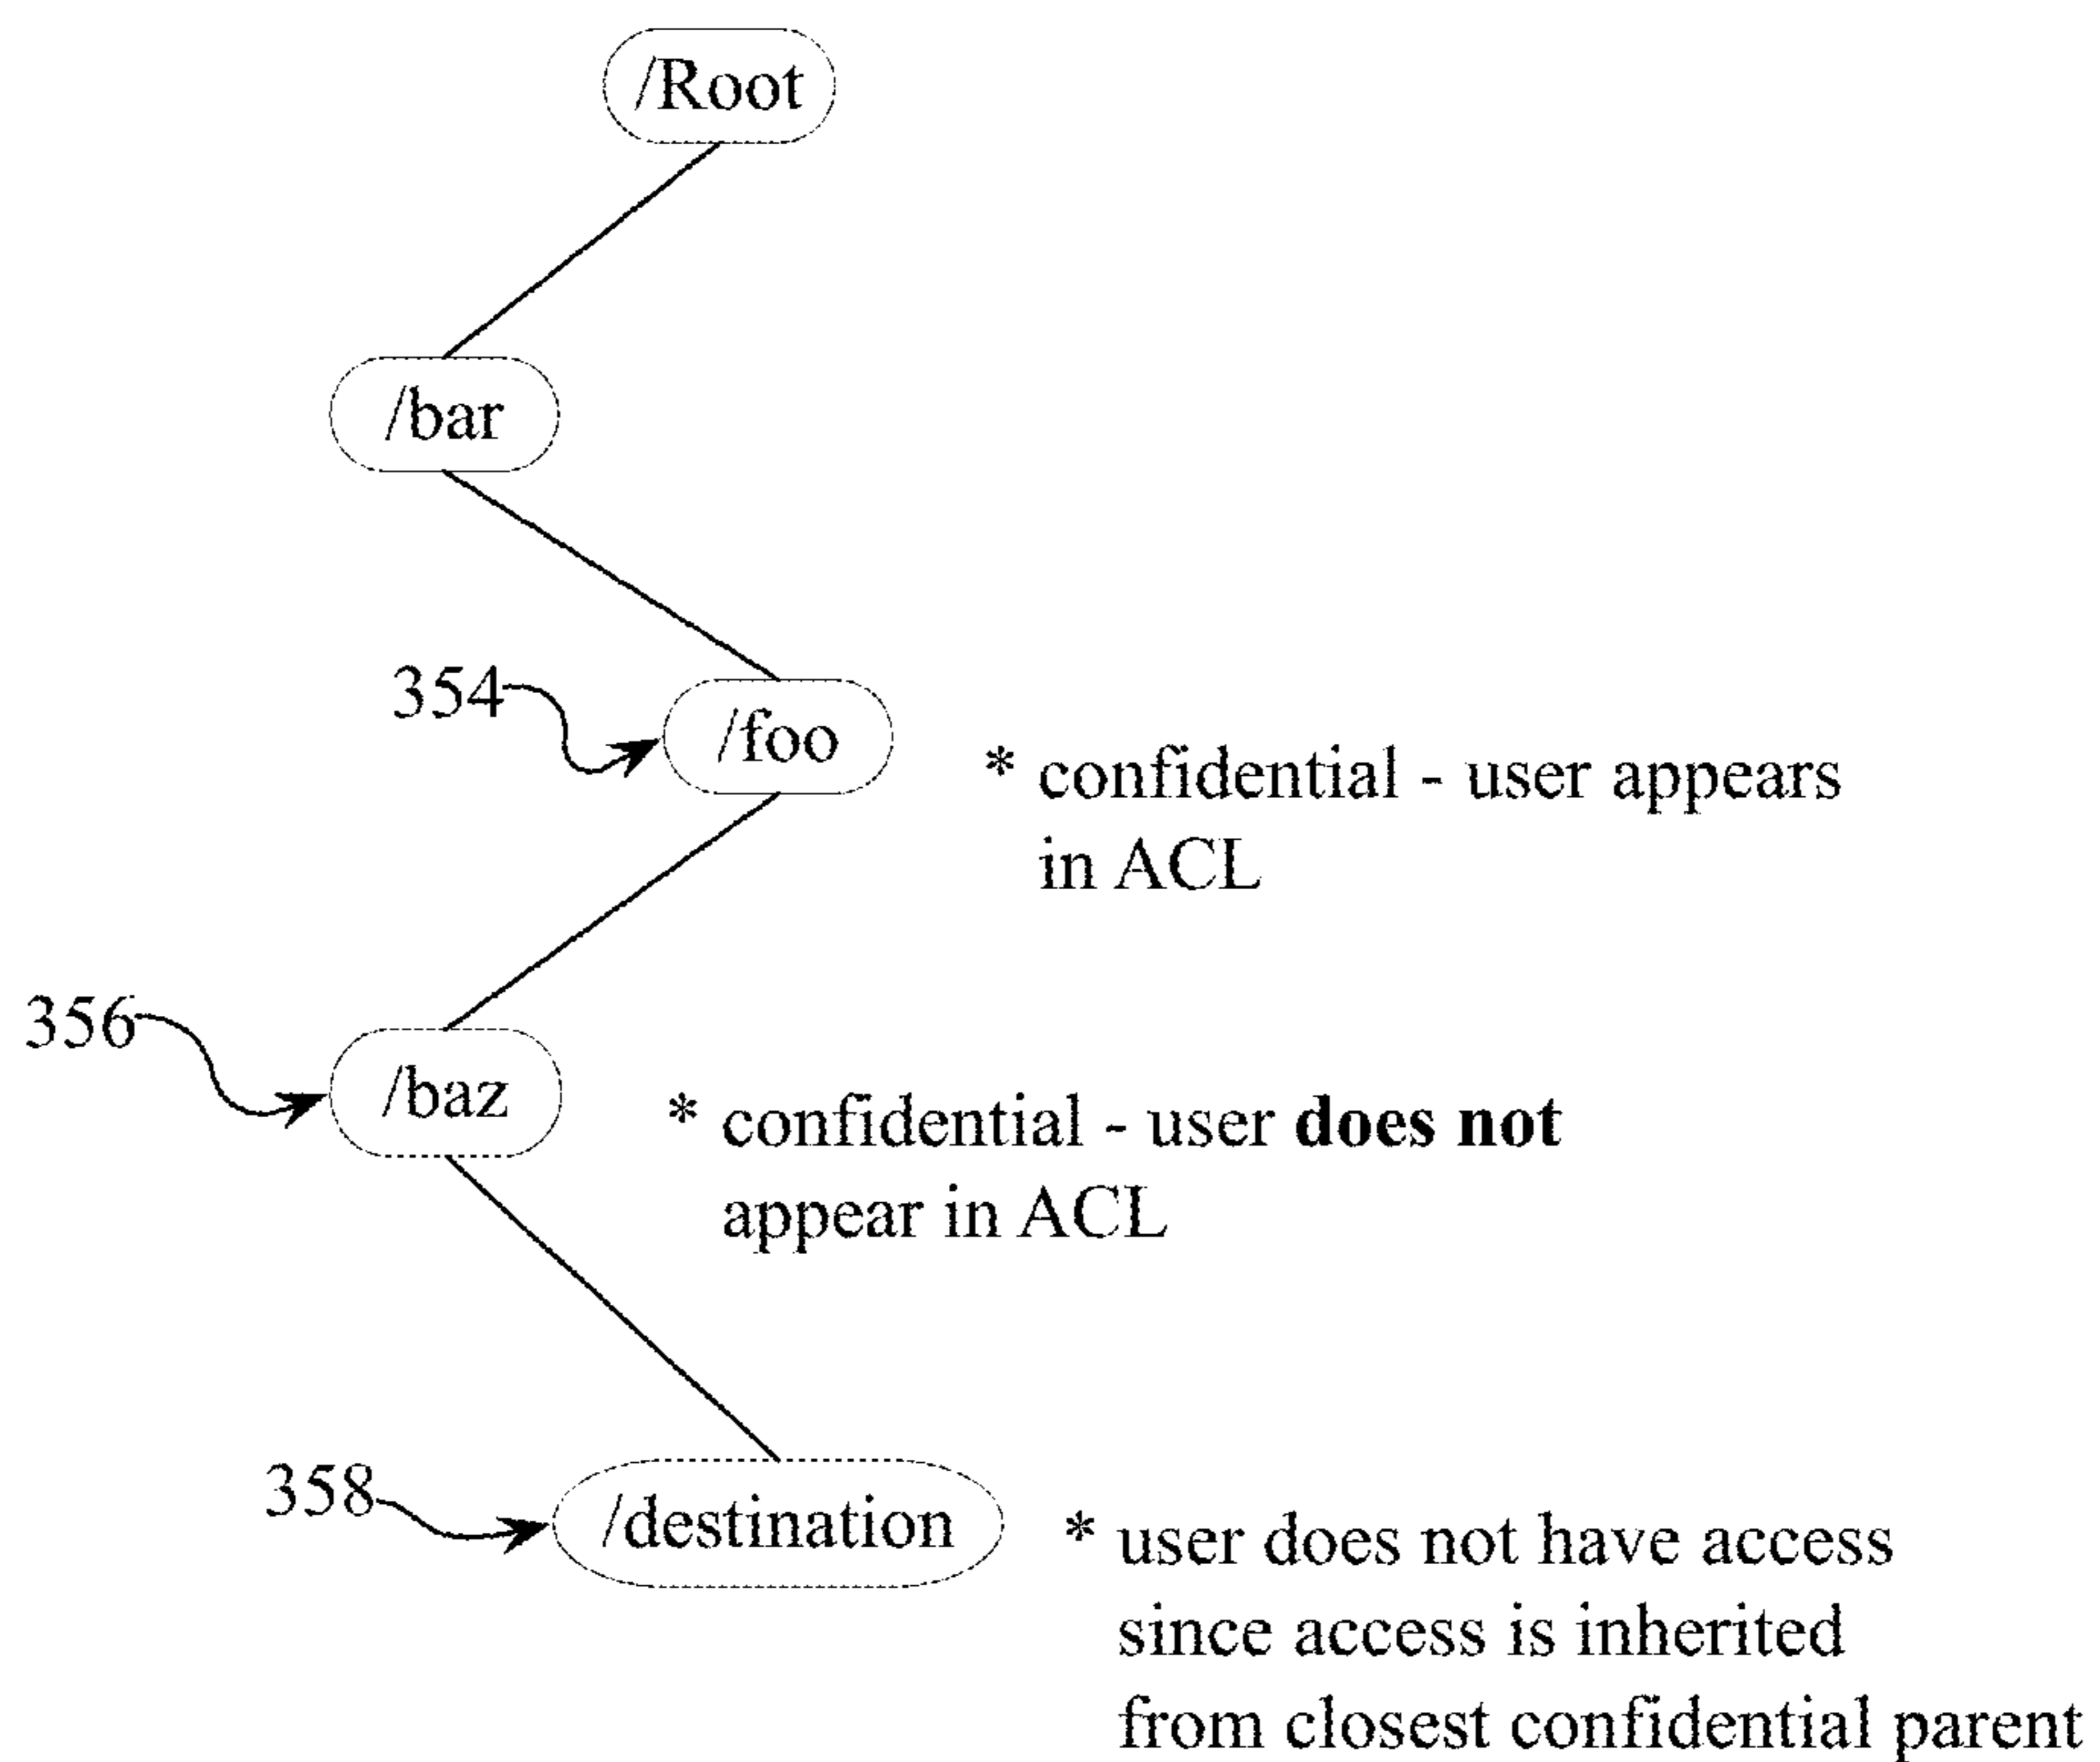 /Root
/bar
354
/foo
* confidential - user appears
in ACL
356
/baz
* confidential - user does not
appear in ACL
358
/destination
* user does not have access
since access is inherited
from closest confidential parent